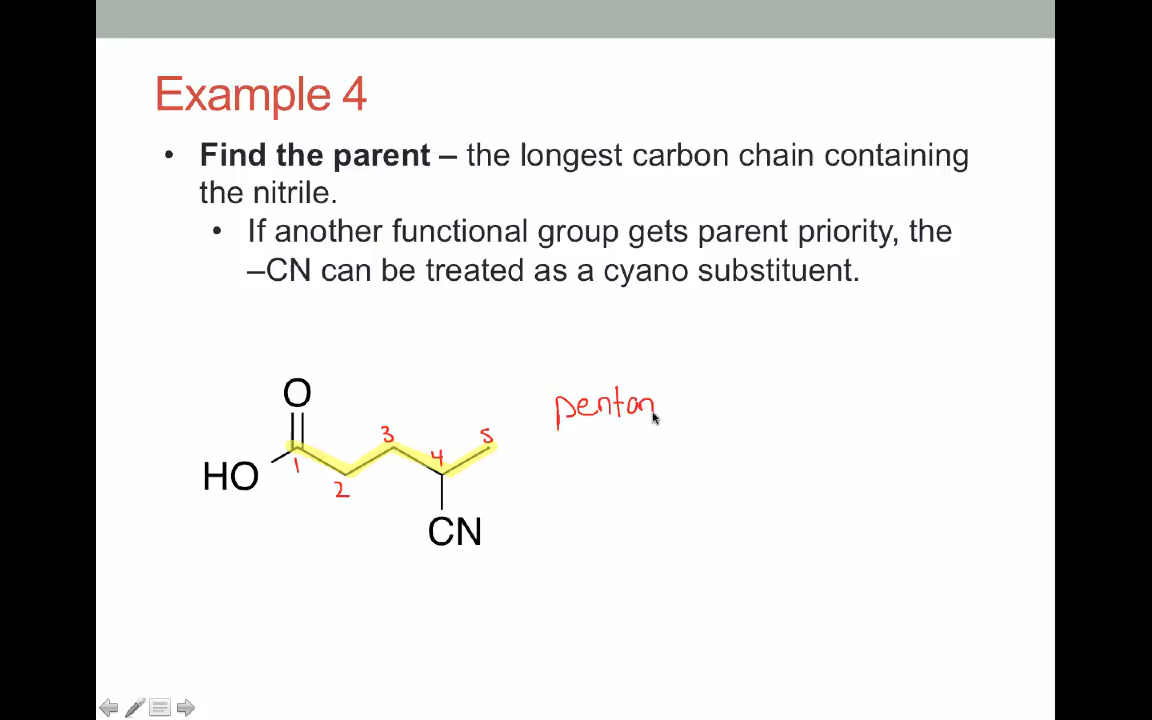 Example 4
• Find the parent – the longest carbon chain containing
the nitrile.
• If another functional group gets parent priority, the
–CN can be treated as a cyano substituent.
O
pentan
3
5
4
HO
1
2
CN